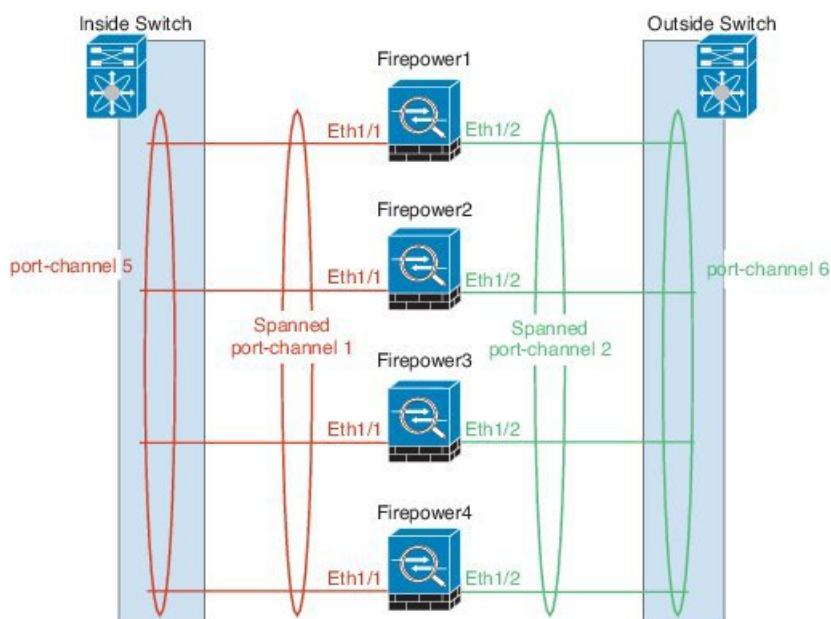 Inside Switch
Outside Switch
Firepower1
Eth1/1
Eth1/2
Firepower2
port-channel 5
Eth1/1
Eth1/2
port-channel 6
Spanned
port-channel 1
Spanned
port-channel 2
Firepower3
Eth1/1
Eth1/2
Firepower4
Eth1/1
Eth1/2